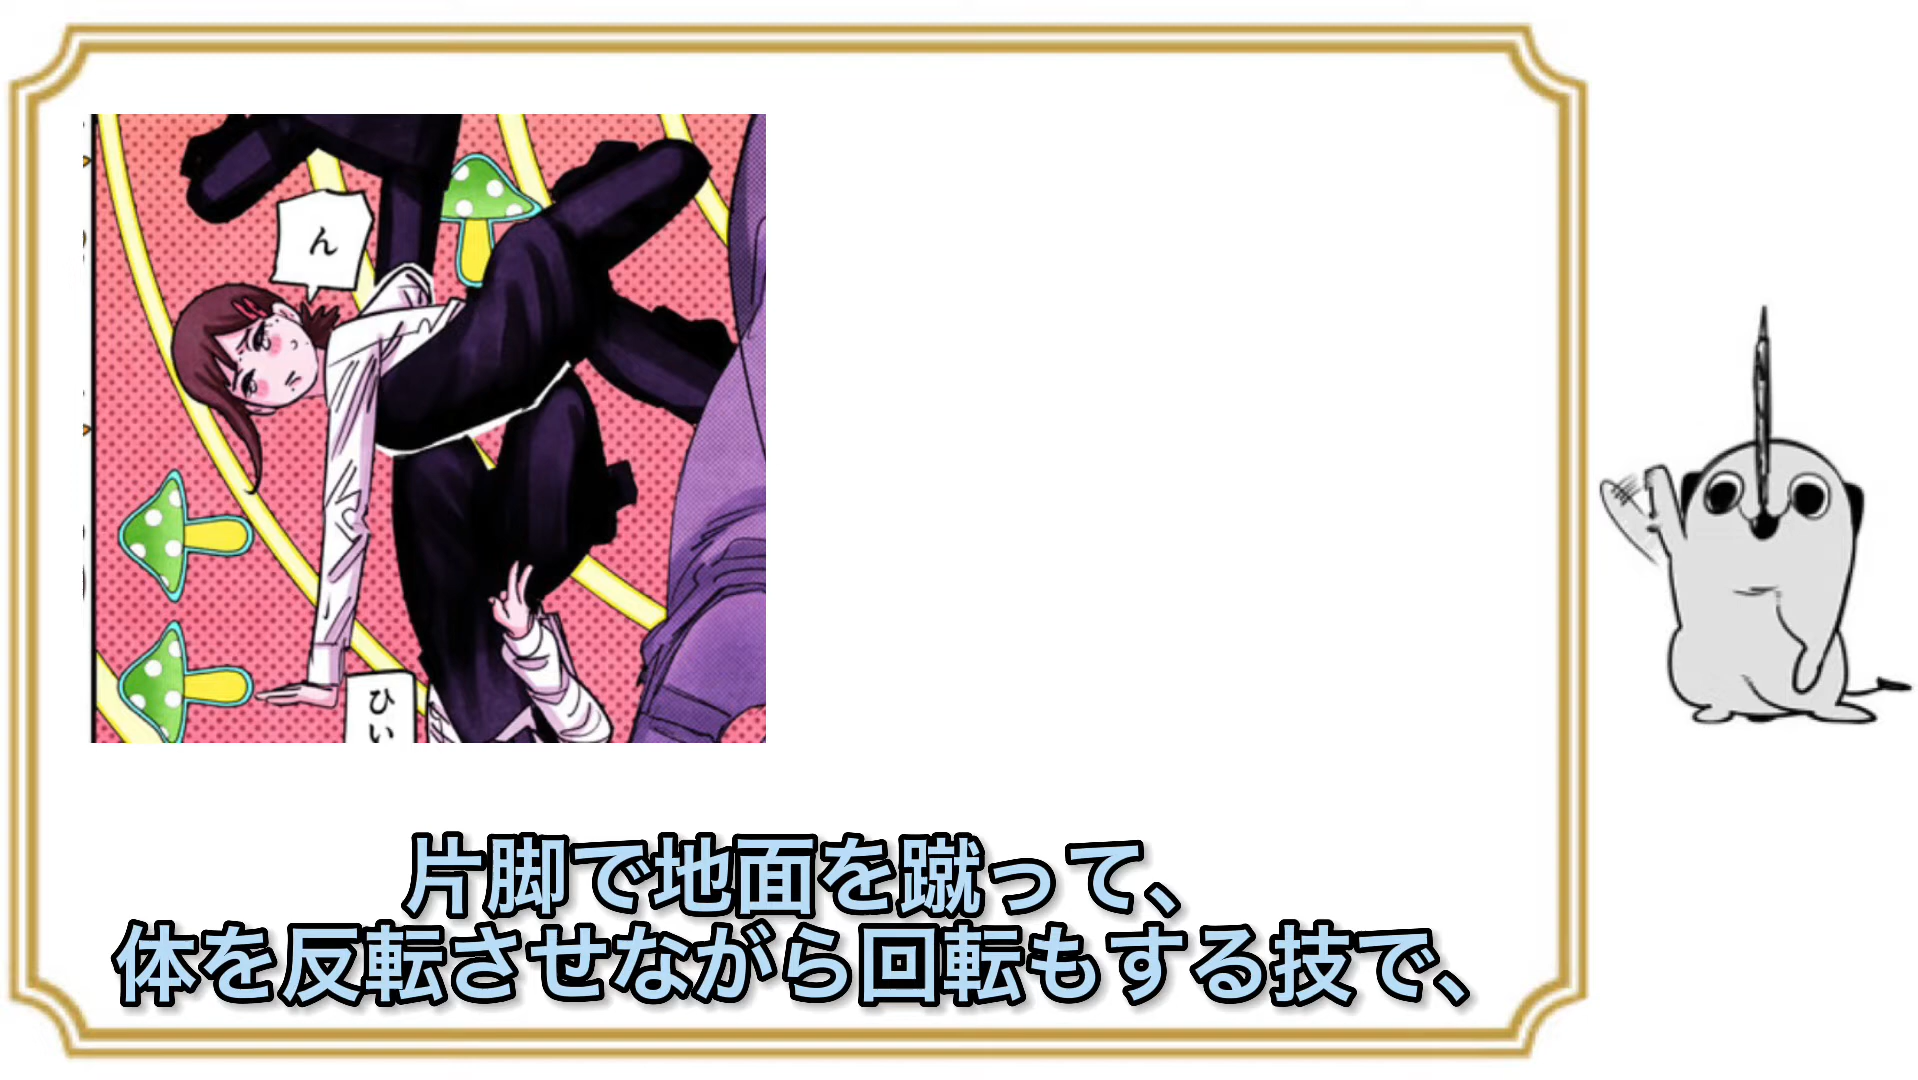 ん
ひい
片脚で地面を蹴って、
体を反転させながら回転もする技で、